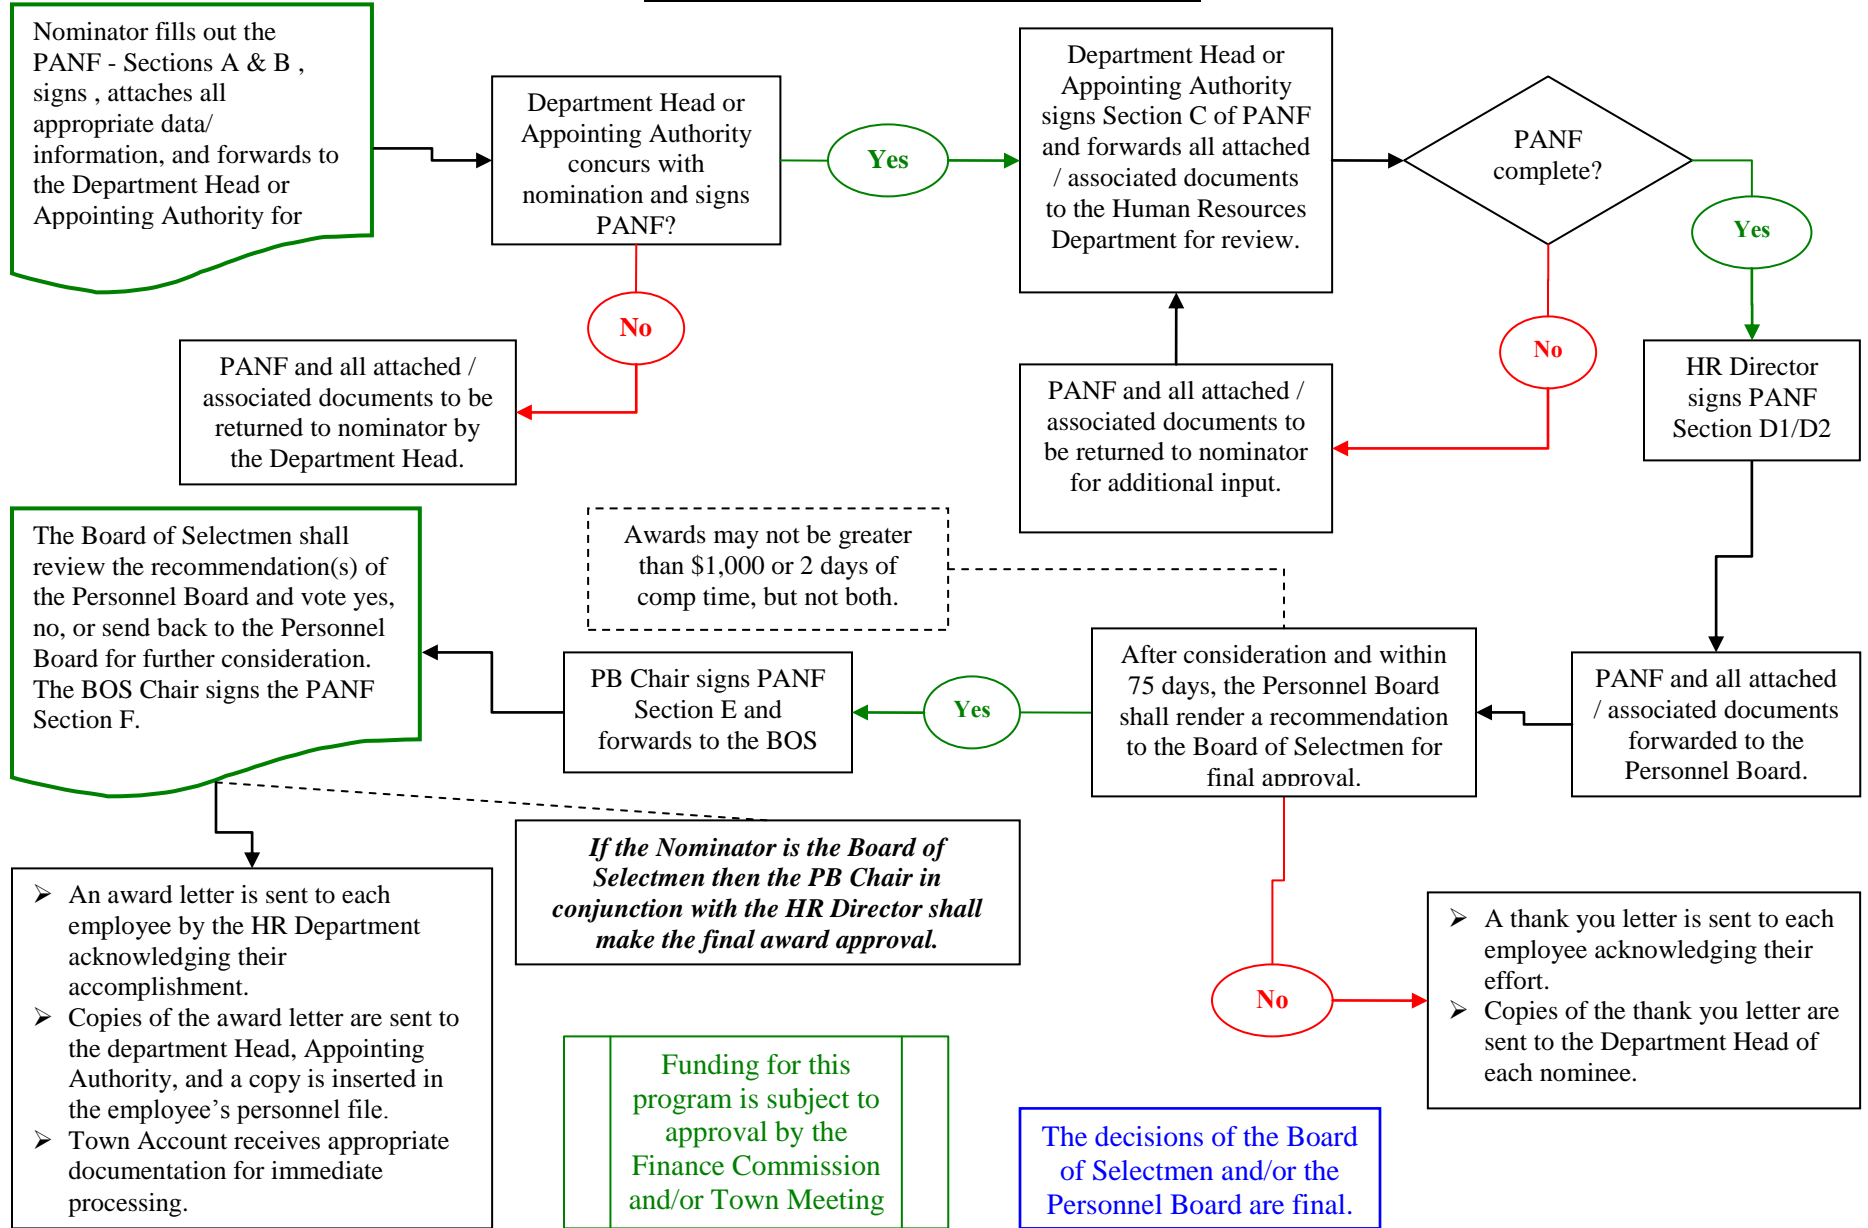 Nominator fills out the
PANF - Sections A & B ,
signs , attaches all
appropriate data/
information, and forwards to
the Department Head or
Appointing Authority for
Department Head or
Appointing Authority
concurs with
nomination and signs
PANF?
Yes
Department Head or
Appointing Authority
signs Section C of PANF
and forwards all attached
/ associated documents
to the Human Resources
Department for review.
PANF
complete?
Yes
No
No
PANF and all attached /
associated documents to be
returned to nominator by
the Department Head.
PANF and all attached /
associated documents to
be returned to nominator
for additional input.
HR Director
signs PANF
Section D1/D2
The Board of Selectmen shall
review the recommendation(s) of
the Personnel Board and vote yes,
no, or send back to the Personnel
Board for further consideration.
The BOS Chair signs the PANF
Section F.
Awards may not be greater
than $1,000 or 2 days of
comp time, but not both.
PB Chair signs PANF
Section E and
forwards to the BOS
Yes
After consideration and within
75 days, the Personnel Board
shall render a recommendation
to the Board of Selectmen for
final approval.
PANF and all attached
/ associated documents
forwarded to the
Personnel Board.
If the Nominator is the Board of
Selectmen then the PB Chair in
conjunction with the HR Director shall
make the final award approval.
➢ An award letter is sent to each
employee by the HR Department
acknowledging their
accomplishment.
➢ Copies of the award letter are sent to
the department Head, Appointing
Authority, and a copy is inserted in
the employee's personnel file.
➢ Town Account receives appropriate
documentation for immediate
processing.
No
➢ A thank you letter is sent to each
employee acknowledging their
effort.
➢ Copies of the thank you letter are
sent to the Department Head of
each nominee.
Funding for this
program is subject to
approval by the
Finance Commission
and/or Town Meeting
The decisions of the Board
of Selectmen and/or the
Personnel Board are final.